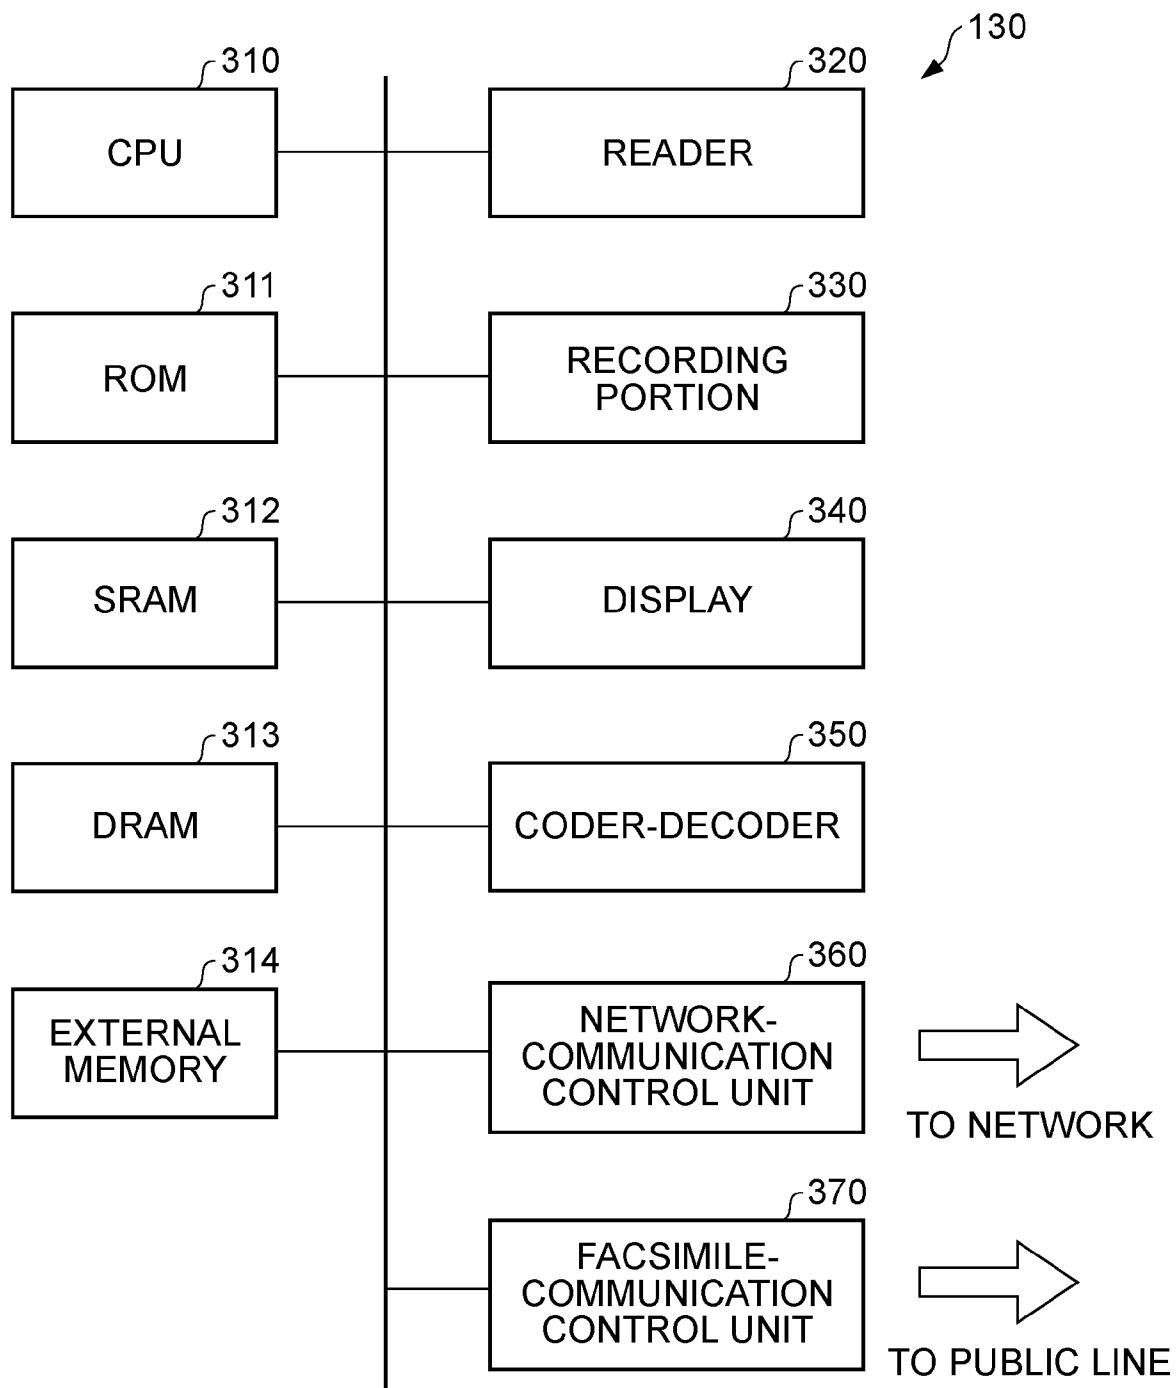 130
310
CPU
320
READER
311
ROM
330
RECORDING
PORTION
312
SRAM
340
DISPLAY
313
DRAM
350
CODER-DECODER
314
EXTERNAL
MEMORY
360
NETWORK-
COMMUNICATION
CONTROL UNIT
TO NETWORK
370
FACSIMILE-
COMMUNICATION
CONTROL UNIT
TO PUBLIC LINE